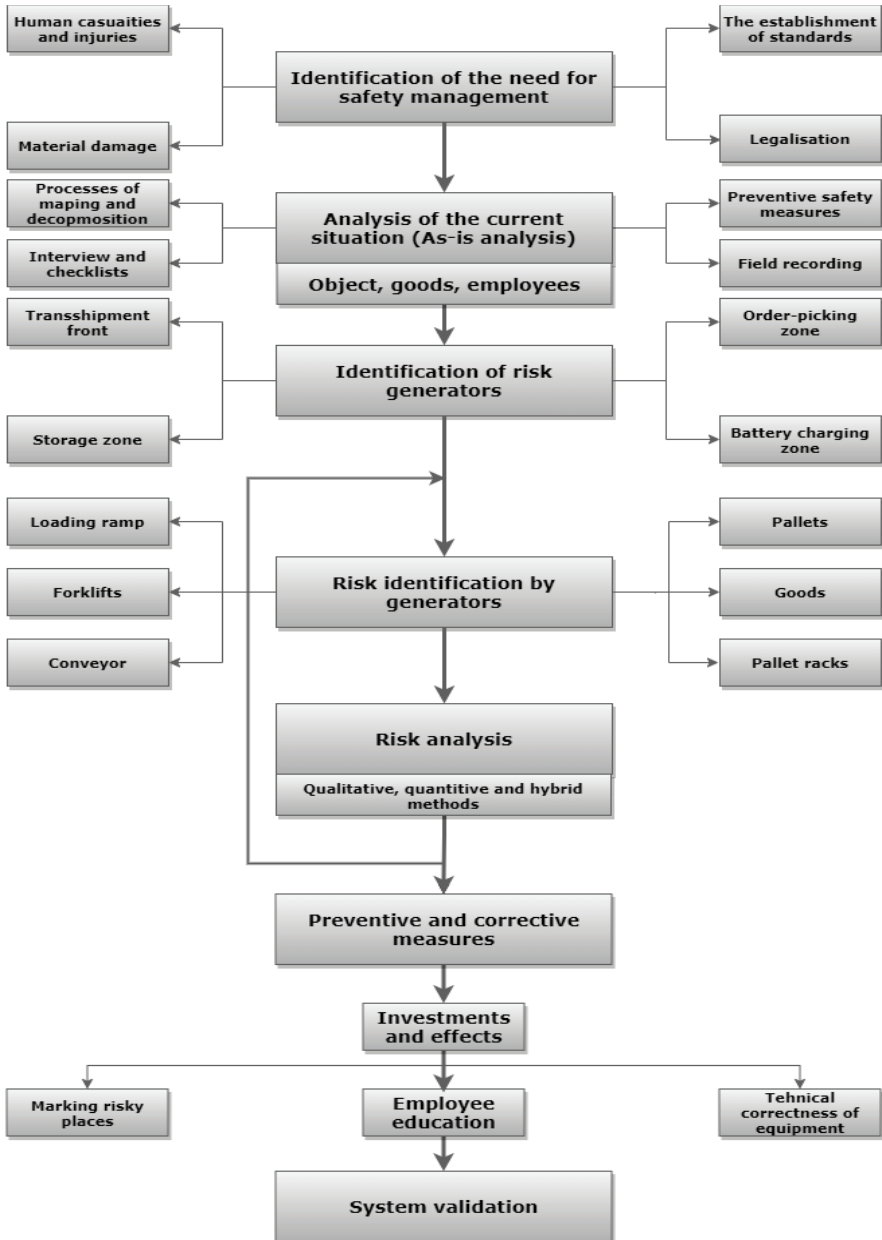 Human casuaities
and injuries
The establishment
of standards
Identification of the need for
safety management
Material damage
Legalisation
Processes of
maping and
decopmosition
Preventive safety
measures
Analysis of the current
situation (As-is analysis)
Interview and
checklists
Field recording
Object, goods, employees
Transshipment
front
Order-picking
zone
Identification of risk
generators
Storage zone
Battery charging
zone
Loading ramp
Pallets
Risk identification by
generators
Forklifts
Goods
Conveyor
Pallet racks
Risk analysis
Qualitative, quantitive and hybrid
methods
Preventive and corrective
measures
Investments
and effects
Marking risky
places
Employee
education
Tehnical
correctness of
equipment
System validation